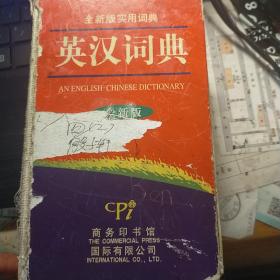 全新版实用词典
英汉词典
AN ENGLISH-CHINESE DICTIONARY
全新版
CPi
商务印书馆
THE COMMERCIAL PRESS
国际有限公司
INTERNATIONAL CO., LTD.